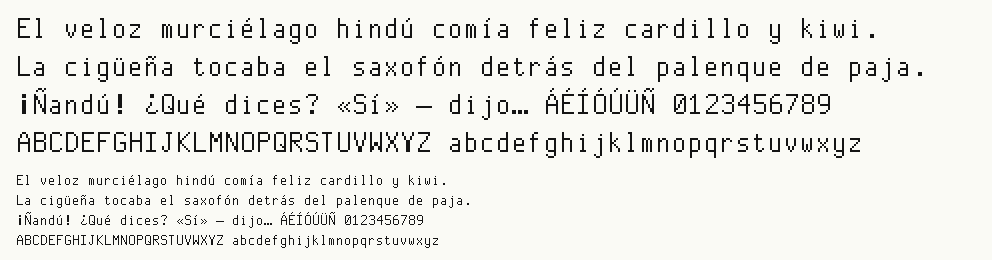 El veloz murciélago hindú comía feliz cardillo y kiwi.
La cigüeña tocaba el saxofón detrás del palenque de paja.
¡Ñandú! ¿Qué dices? «Sí» — dijo… ÁÉÍÓÚÜÑ 0123456789
ABCDEFGHIJKLMNOPQRSTUVWXYZ abcdefghijklmnopqrstuvwxyz
El veloz murciélago hindú comía feliz cardillo y kiwi.
La cigüeña tocaba el saxofón detrás del palenque de paja.
¡Ñandú! ¿Qué dices? «Sí» — dijo… ÁÉÍÓÚÜÑ 0123456789
ABCDEFGHIJKLMNOPQRSTUVWXYZ abcdefghijklmnopqrstuvwxyz